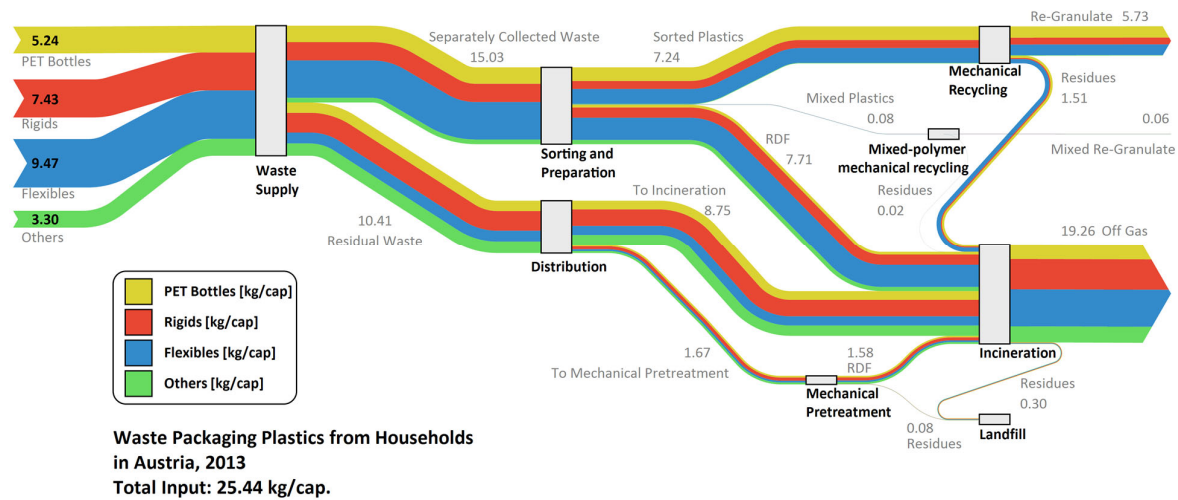 5.24
PET Bottles
7.43
Rigids
9.47
Flexibles
3.30
Others
Waste
Supply
Separately Collected Waste
15.03
10.41
Residual Waste
Sorting and
Preparation
Distribution
Sorted Plastics
7.24
RDF
7.71
To Incineration
8.75
1.67
To Mechanical Pretreatment
Mechanical
Pretreatment
1.58
RDF
0.08
Residues
Mixed Plastics
0.08
Mixed-polymer
mechanical recycling
0.06
Mixed Re-Granulate
Residues
0.02
Mechanical
Recycling
Re-Granulate 5.73
Residues
1.51
19.26 Off Gas
Incineration
Residues
0.30
Landfill
PET Bottles [kg/cap]
Rigids [kg/cap]
Flexibles [kg/cap]
Others [kg/cap]
Waste Packaging Plastics from Households
in Austria, 2013
Total Input: 25.44 kg/cap.